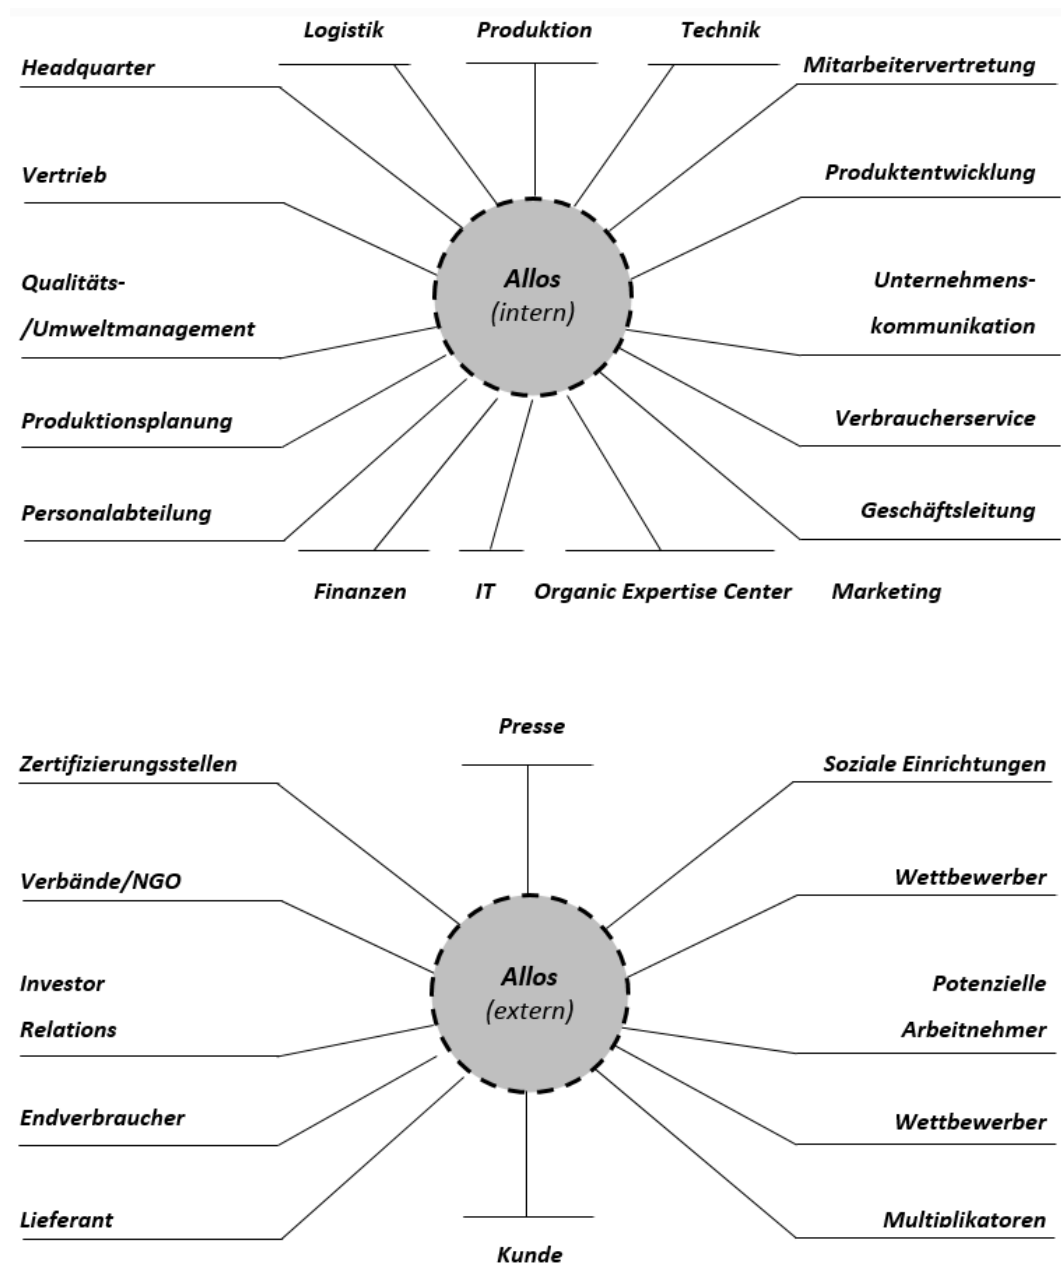 Logistik
Produktion
Technik
Headquarter
Mitarbeitervertretung
Vertrieb
Produktentwicklung
Allos
(intern)
Qualitäts-
/Umweltmanagement
Unternehmens-
kommunikation
Produktionsplanung
Verbraucherservice
Personalabteilung
Geschäftsleitung
Finanzen
IT
Organic Expertise Center
Marketing
Presse
Zertifizierungsstellen
Soziale Einrichtungen
Verbände/NGO
Wettbewerber
Allos
(extern)
Investor
Relations
Potenzielle
Arbeitnehmer
Endverbraucher
Wettbewerber
Lieferant
Multiplikatoren
Kunde